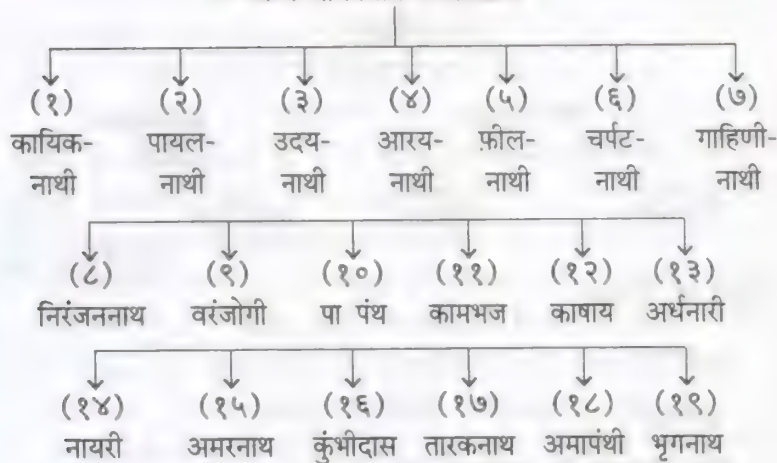 (१) (२) (३) (४) (५) (६) (७)
कायिक- पायल- उदय- आरय- फ़ील- चर्पट- गाहिणी-
नाथी नाथी नाथी नाथी नाथी नाथी नाथी
(८) (९) (१०) (११) (१२) (१३)
निरंजननाथ वरंजोगी पा पंथ कामभज काषाय अर्धनारी
(१४) (१५) (१६) (१७) (१८) (१९)
नायरी अमरनाथ कुंभीदास तारकनाथ अमापंथी भृगनाथ